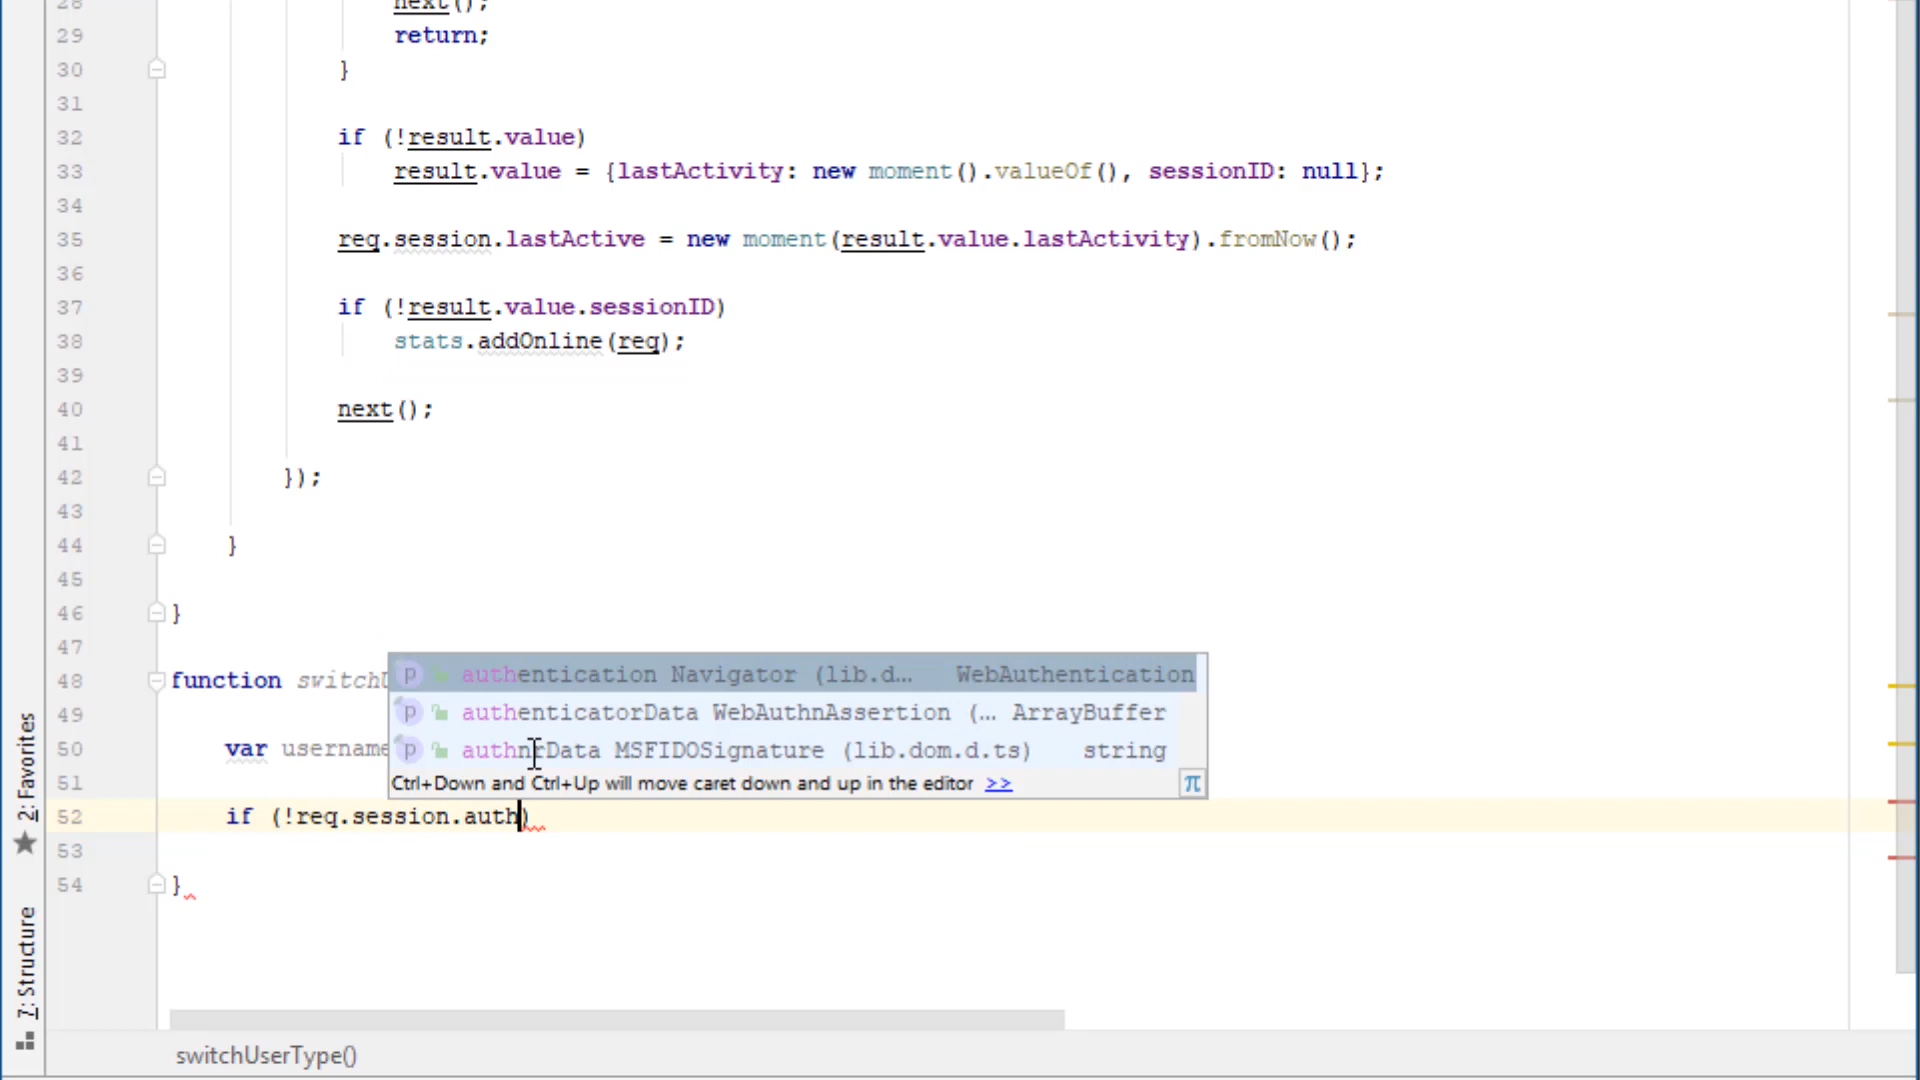 28 next();
29 return;
30 }
31
32 if (!result.value)
33 result.value = {lastActivity: new moment().valueOf(), sessionID: null};
34
35 req.session.lastActive = new moment(result.value.lastActivity).fromNow();
36
37 if (!result.value.sessionID)
38 stats.addOnline(req);
39
40 next();
41
42 });
43
44 }
45
46 }
47
48 function switchU
49
50 var username
51
52 if (!req.session.auth)
53
54 }
p authentication Navigator (lib.d... WebAuthentication
p authenticatorData WebAuthnAssertion (... ArrayBuffer
p authnrData MSFIDOSignature (lib.dom.d.ts) string
Ctrl+Down and Ctrl+Up will move caret down and up in the editor >> π
2: Favorites
7: Structure
switchUserType()